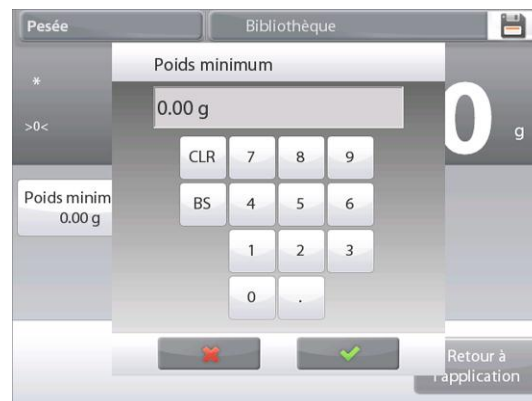 Pesée
Bibliothèque
Poids minimum
*
0.00 g
0
g
>0<
CLR
7
8
9
Poids minim
0.00 g
BS
4
5
6
1
2
3
0
.
Retour à
l'application